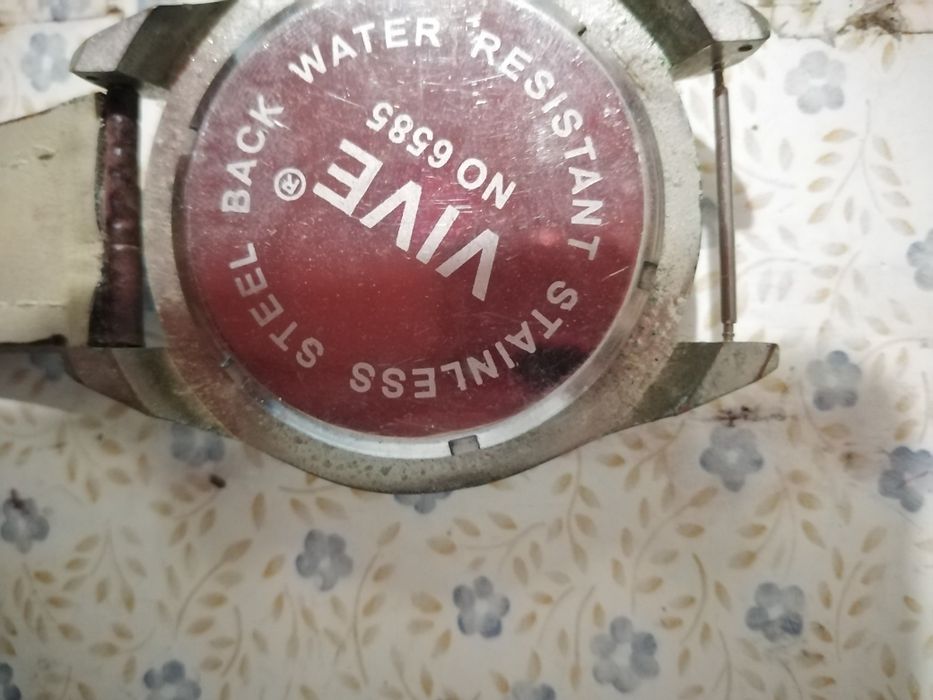 WATER RESISTANT STAINLESS STEEL BACK
VIVE®
NO 6585